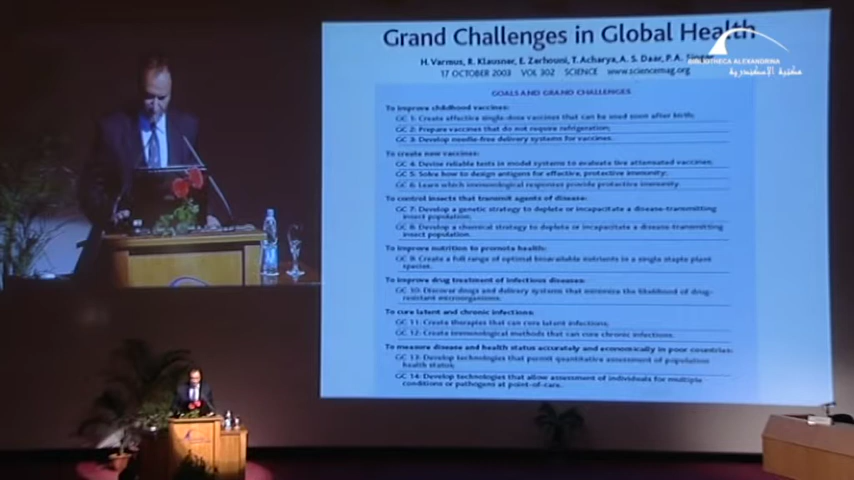 Grand Challenges in Global Health
H. Varmus, R. Klausner, E. Zerhouni, T. Acharya, A. S. Daar, P. A. Singer
17 OCTOBER 2003 VOL 302 SCIENCE www.sciencemag.org
BIBLIOTHECA ALEXANDRINA
مكتبة الإسكندرية
GOALS AND GRAND CHALLENGES
To improve childhood vaccines:
GC 1: Create effective single-dose vaccines that can be used soon after birth;
GC 2: Prepare vaccines that do not require refrigeration;
GC 3: Develop needle-free delivery systems for vaccines.
To create new vaccines:
GC 4: Devise reliable tests in model systems to evaluate live attenuated vaccines;
GC 5: Solve how to design antigens for effective, protective immunity;
GC 6: Learn which immunological responses provide protective immunity.
To control insects that transmit agents of disease:
GC 7: Develop a genetic strategy to deplete or incapacitate a disease-transmitting
insect population;
GC 8: Develop a chemical strategy to deplete or incapacitate a disease-transmitting
insect population.
To improve nutrition to promote health:
GC 9: Create a full range of optimal bioavailable nutrients in a single staple plant
species.
To improve drug treatment of infectious diseases:
GC 10: Discover drugs and delivery systems that minimize the likelihood of drug-
resistant microorganisms.
To cure latent and chronic infections:
GC 11: Create therapies that can cure latent infections;
GC 12: Create immunological methods that can cure chronic infections.
To measure disease and health status accurately and economically in poor countries:
GC 13: Develop technologies that permit quantitative assessment of population
health status;
GC 14: Develop technologies that allow assessment of individuals for multiple
conditions or pathogens at point-of-care.